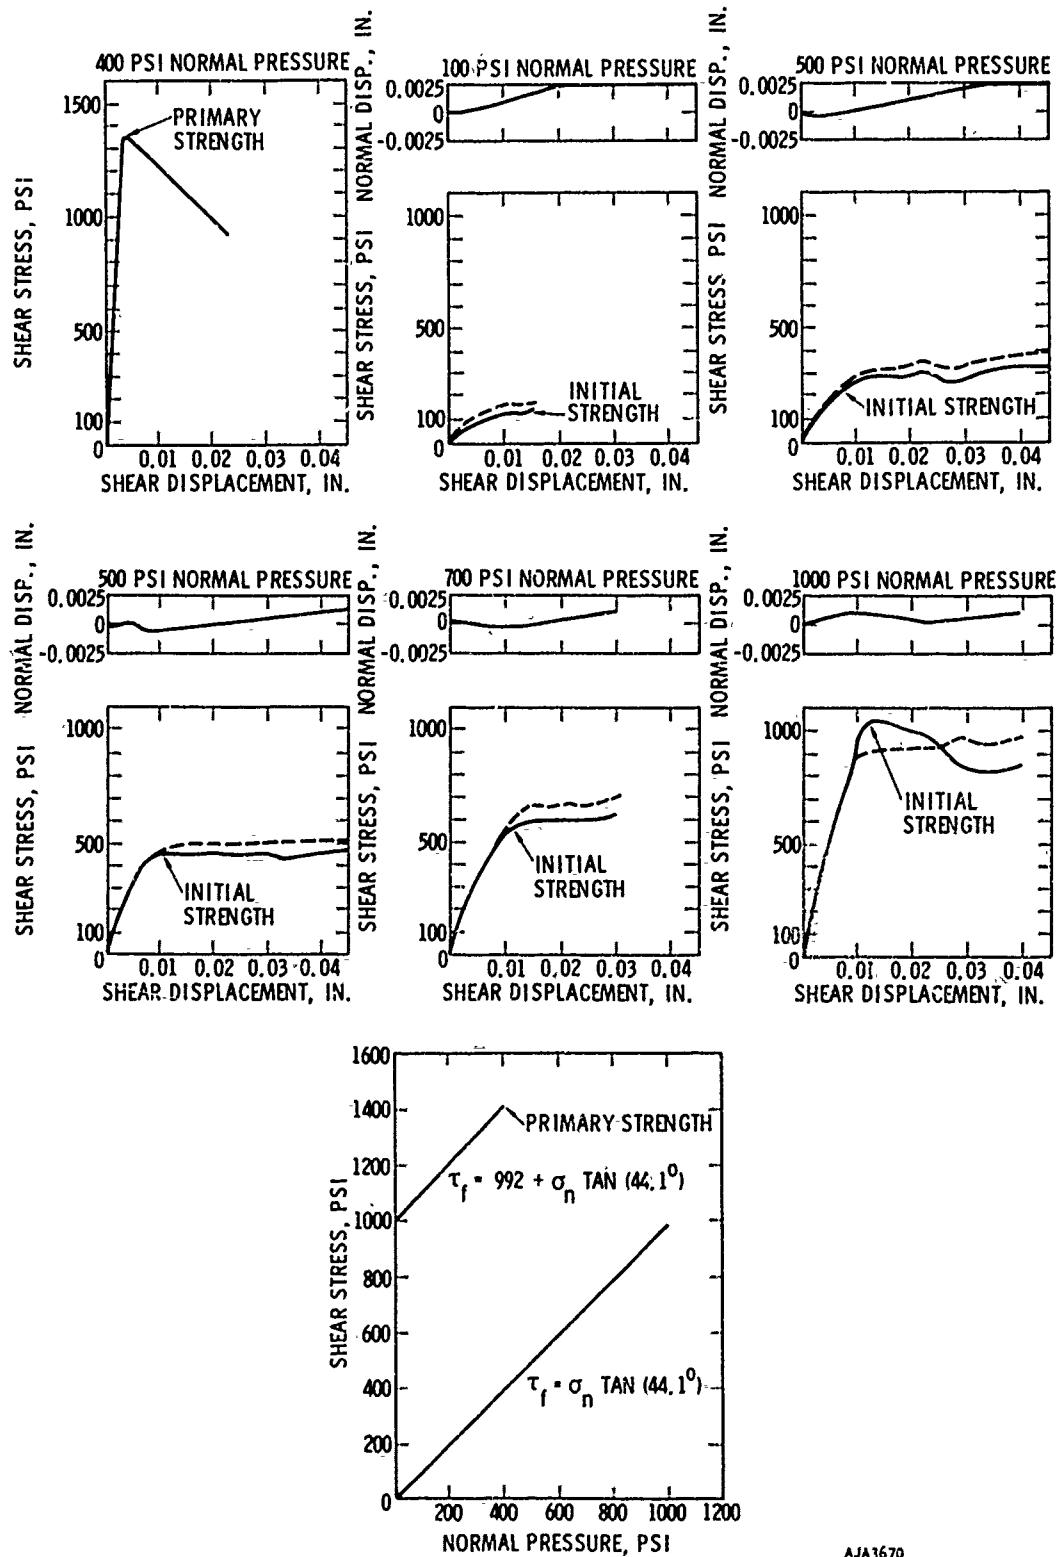 400 PSI NORMAL PRESSURE
SHEAR STRESS, PSI
1500
1000
500
100
0
PRIMARY
STRENGTH
0.01 0.02 0.03 0.04
SHEAR DISPLACEMENT, IN.
100 PSI NORMAL PRESSURE
SHEAR STRESS, PSI NORMAL DISP., IN.
0.0025
0
-0.0025
1000
500
100
0
INITIAL
STRENGTH
0.01 0.02 0.03 0.04
SHEAR DISPLACEMENT, IN.
500 PSI NORMAL PRESSURE
SHEAR STRESS PSI NORMAL DISP., IN.
0.0025
0
-0.0025
1000
500
100
0
INITIAL STRENGTH
0.01 0.02 0.03 0.04
SHEAR DISPLACEMENT, IN.
500 PSI NORMAL PRESSURE
SHEAR STRESS, PSI NORMAL DISP., IN.
0.0025
0
-0.0025
1000
500
100
0
INITIAL
STRENGTH
0.01 0.02 0.03 0.04
SHEAR DISPLACEMENT, IN.
700 PSI NORMAL PRESSURE
SHEAR STRESS, PSI NORMAL DISP., IN.
0.0025
0
-0.0025
1000
500
100
0
INITIAL
STRENGTH
0.01 0.02 0.03 0.04
SHEAR DISPLACEMENT, IN.
1000 PSI NORMAL PRESSURE
SHEAR STRESS, PSI NORMAL DISP., IN.
0.0025
0
-0.0025
1000
500
100
0
INITIAL
STRENGTH
0.01 0.02 0.03 0.04
SHEAR DISPLACEMENT, IN.
SHEAR STRESS, PSI
1600
1400
1200
1000
800
600
400
200
0
PRIMARY STRENGTH
τf = 992 + σn TAN (44.1⁰)
τf = σn TAN (44.1⁰)
200 400 600 800 1000 1200
NORMAL PRESSURE, PSI
AJA3670